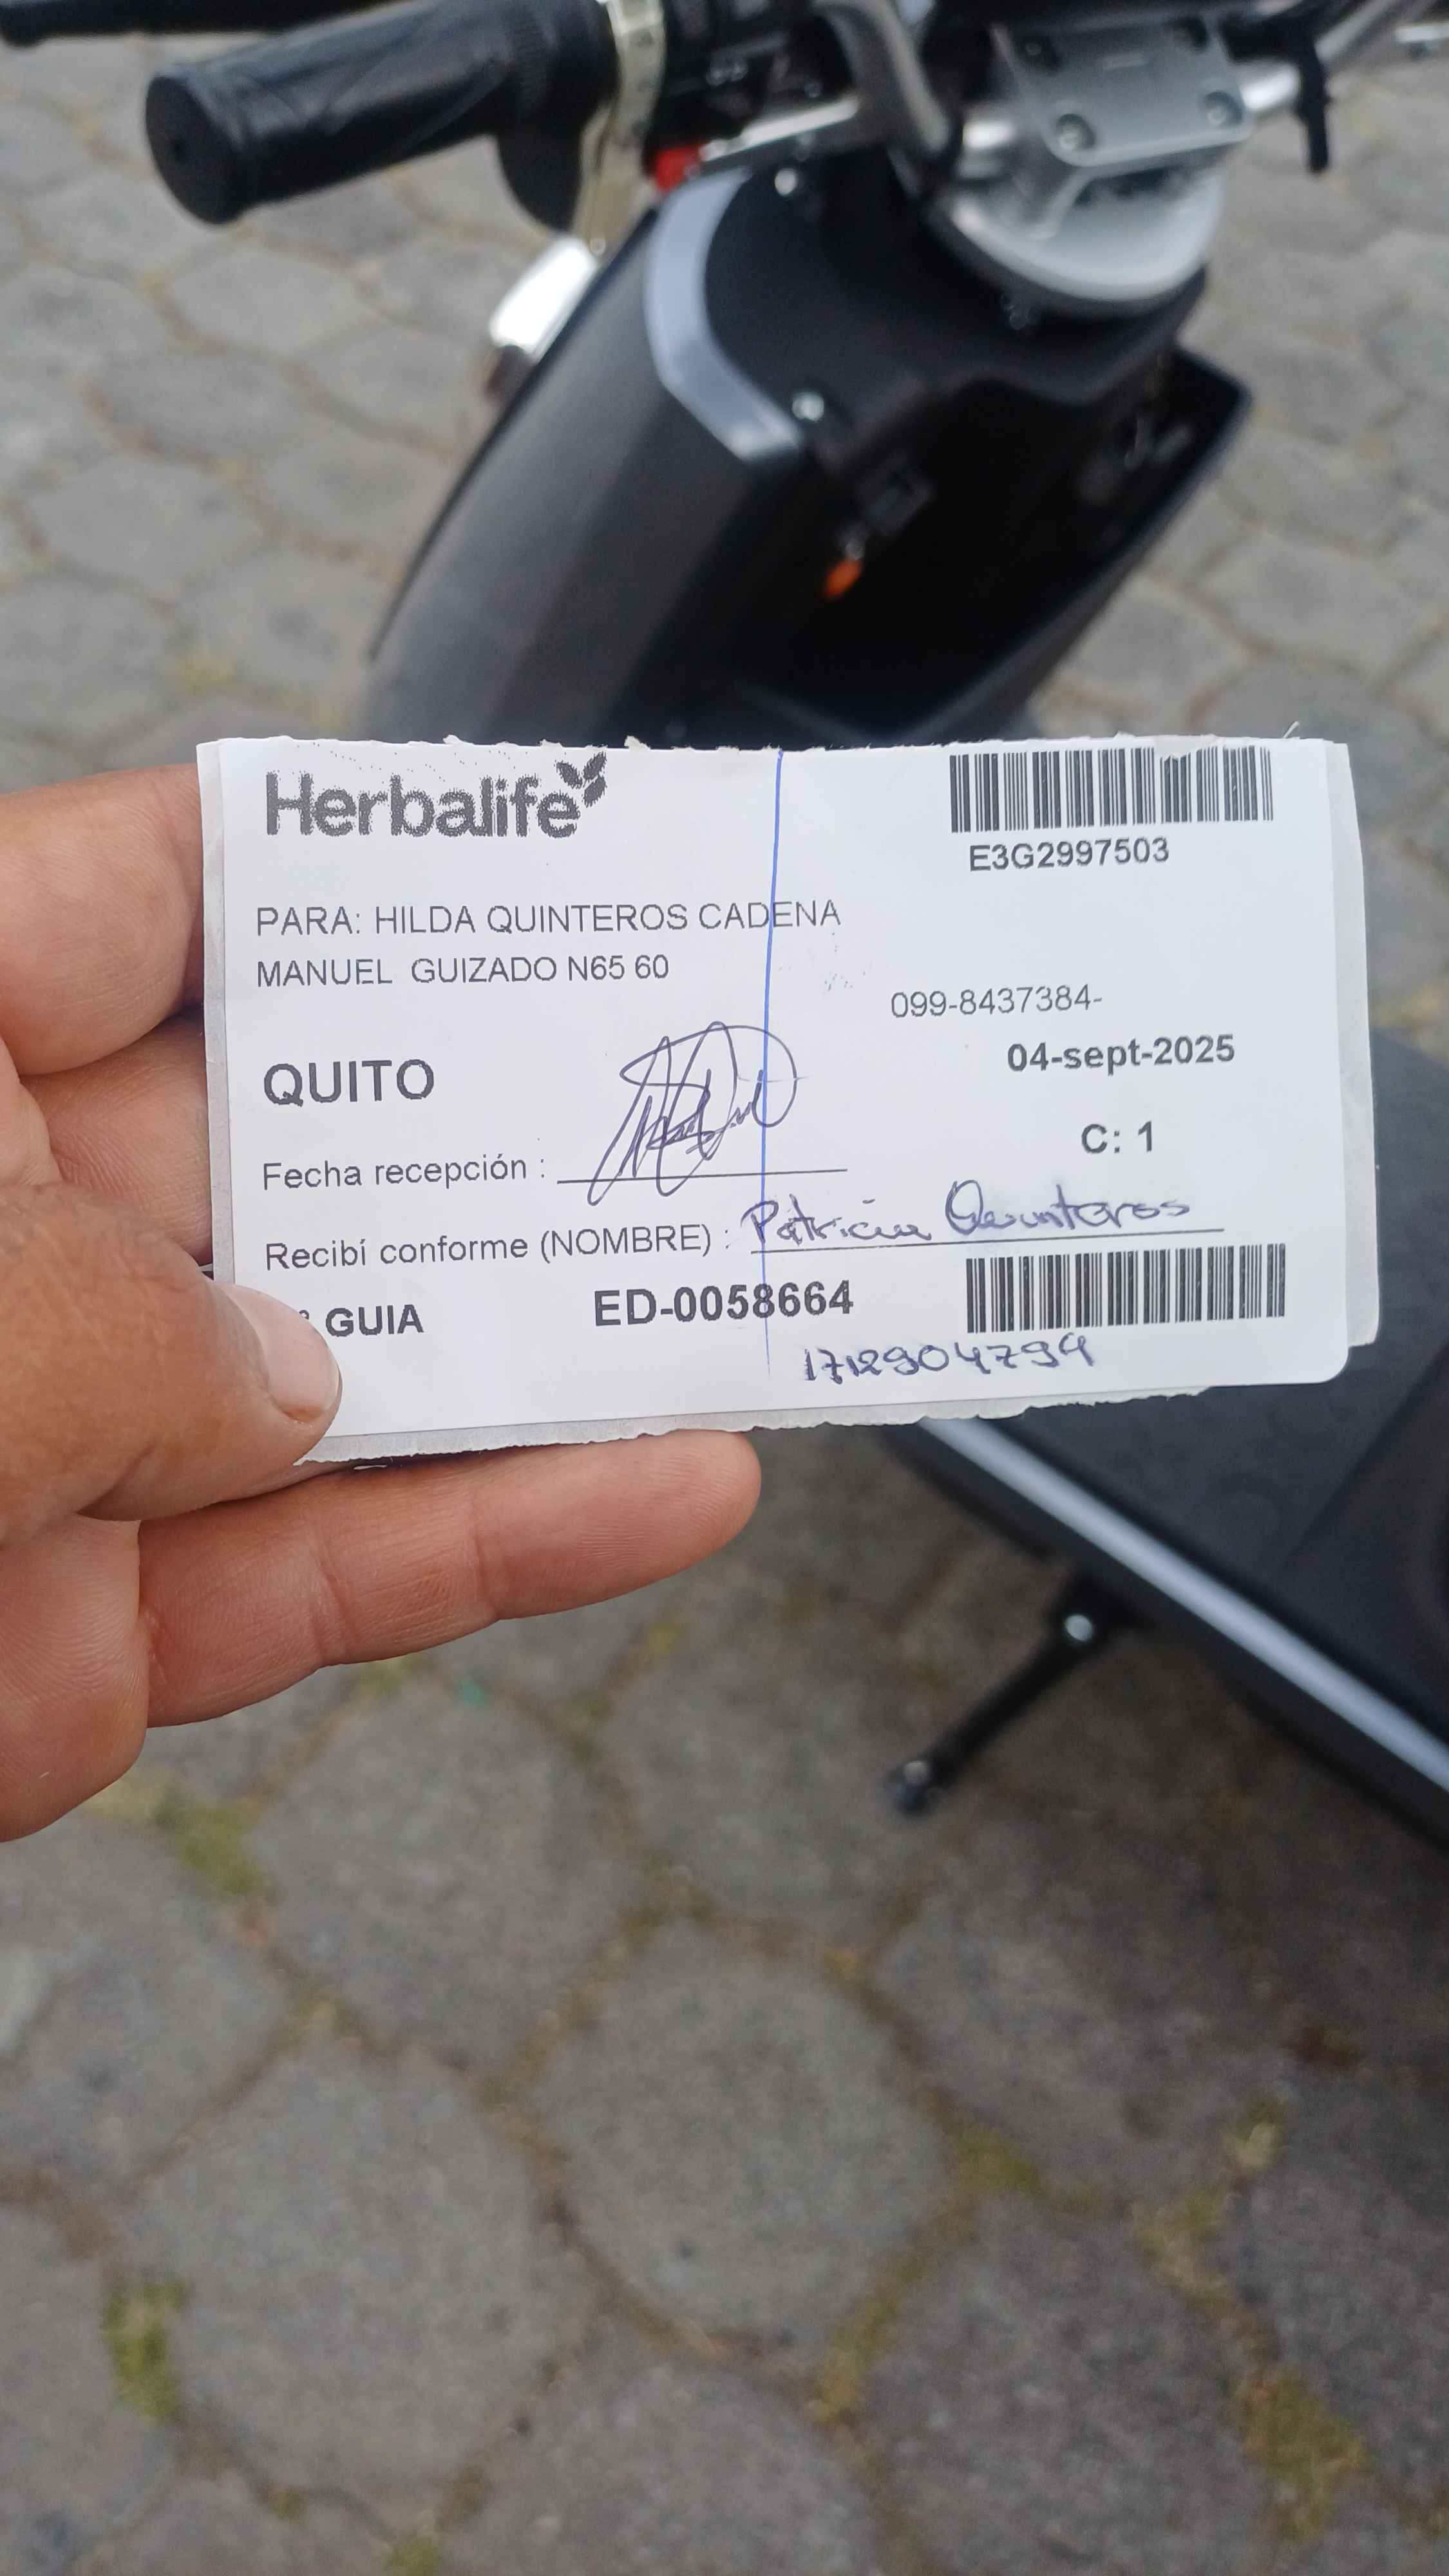 Herbalife
E3G2997503
PARA: HILDA QUINTEROS CADENA
MANUEL GUIZADO N65 60
099-8437384-
QUITO
04-sept-2025
C: 1
Fecha recepción :
Recibí conforme (NOMBRE) : Patricia Quinteros
GUIA ED-0058664
1712904794